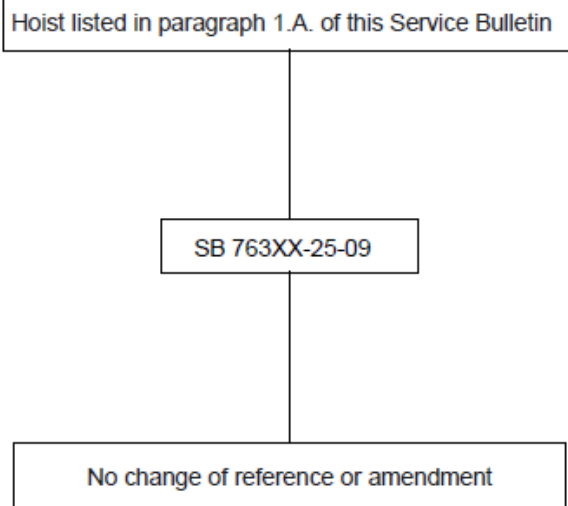 Hoist listed in paragraph 1.A. of this Service Bulletin
SB 763XX-25-09
No change of reference or amendment